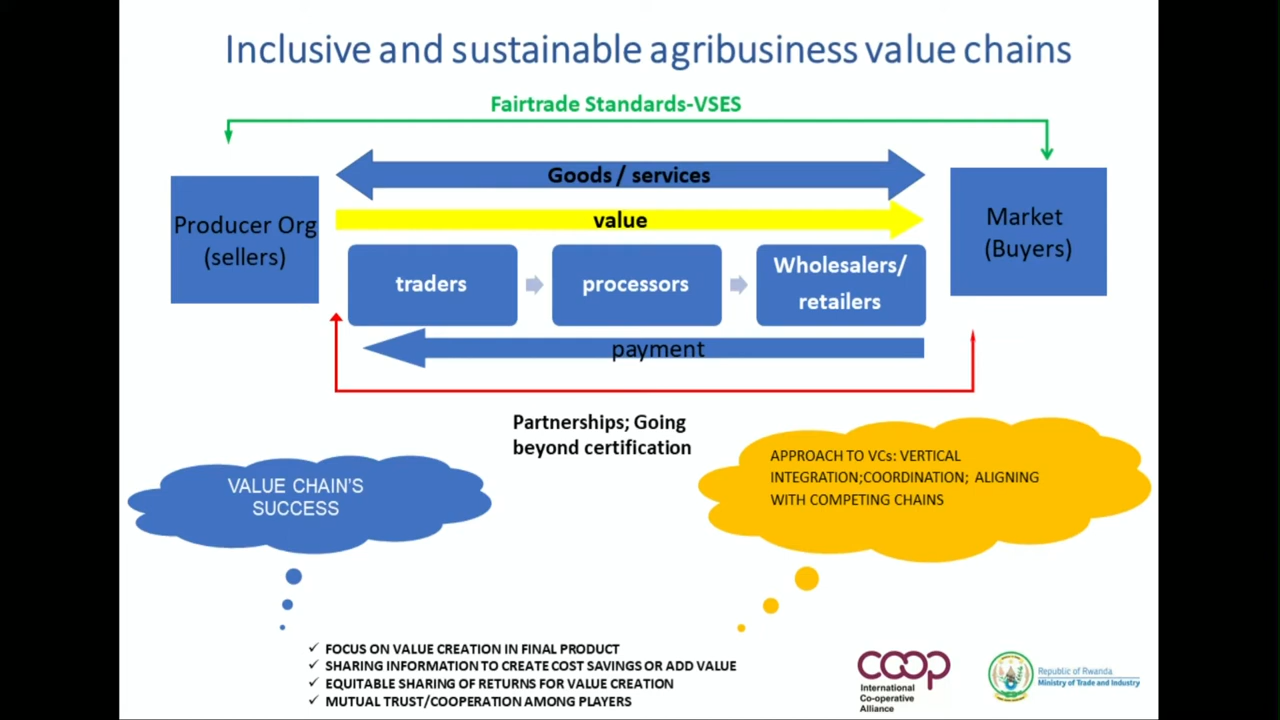 Inclusive and sustainable agribusiness value chains
Fairtrade Standards-VSES
Goods / services
value
Producer Org
(sellers)
Market
(Buyers)
traders
processors
Wholesalers/
retailers
payment
Partnerships; Going
beyond certification
VALUE CHAIN'S
SUCCESS
APPROACH TO VCs: VERTICAL
INTEGRATION;COORDINATION; ALIGNING
WITH COMPETING CHAINS
✓ FOCUS ON VALUE CREATION IN FINAL PRODUCT
✓ SHARING INFORMATION TO CREATE COST SAVINGS OR ADD VALUE
✓ EQUITABLE SHARING OF RETURNS FOR VALUE CREATION
✓ MUTUAL TRUST/COOPERATION AMONG PLAYERS
coop
International
Co-operative
Alliance
Republic of Rwanda
Ministry of Trade and Industry